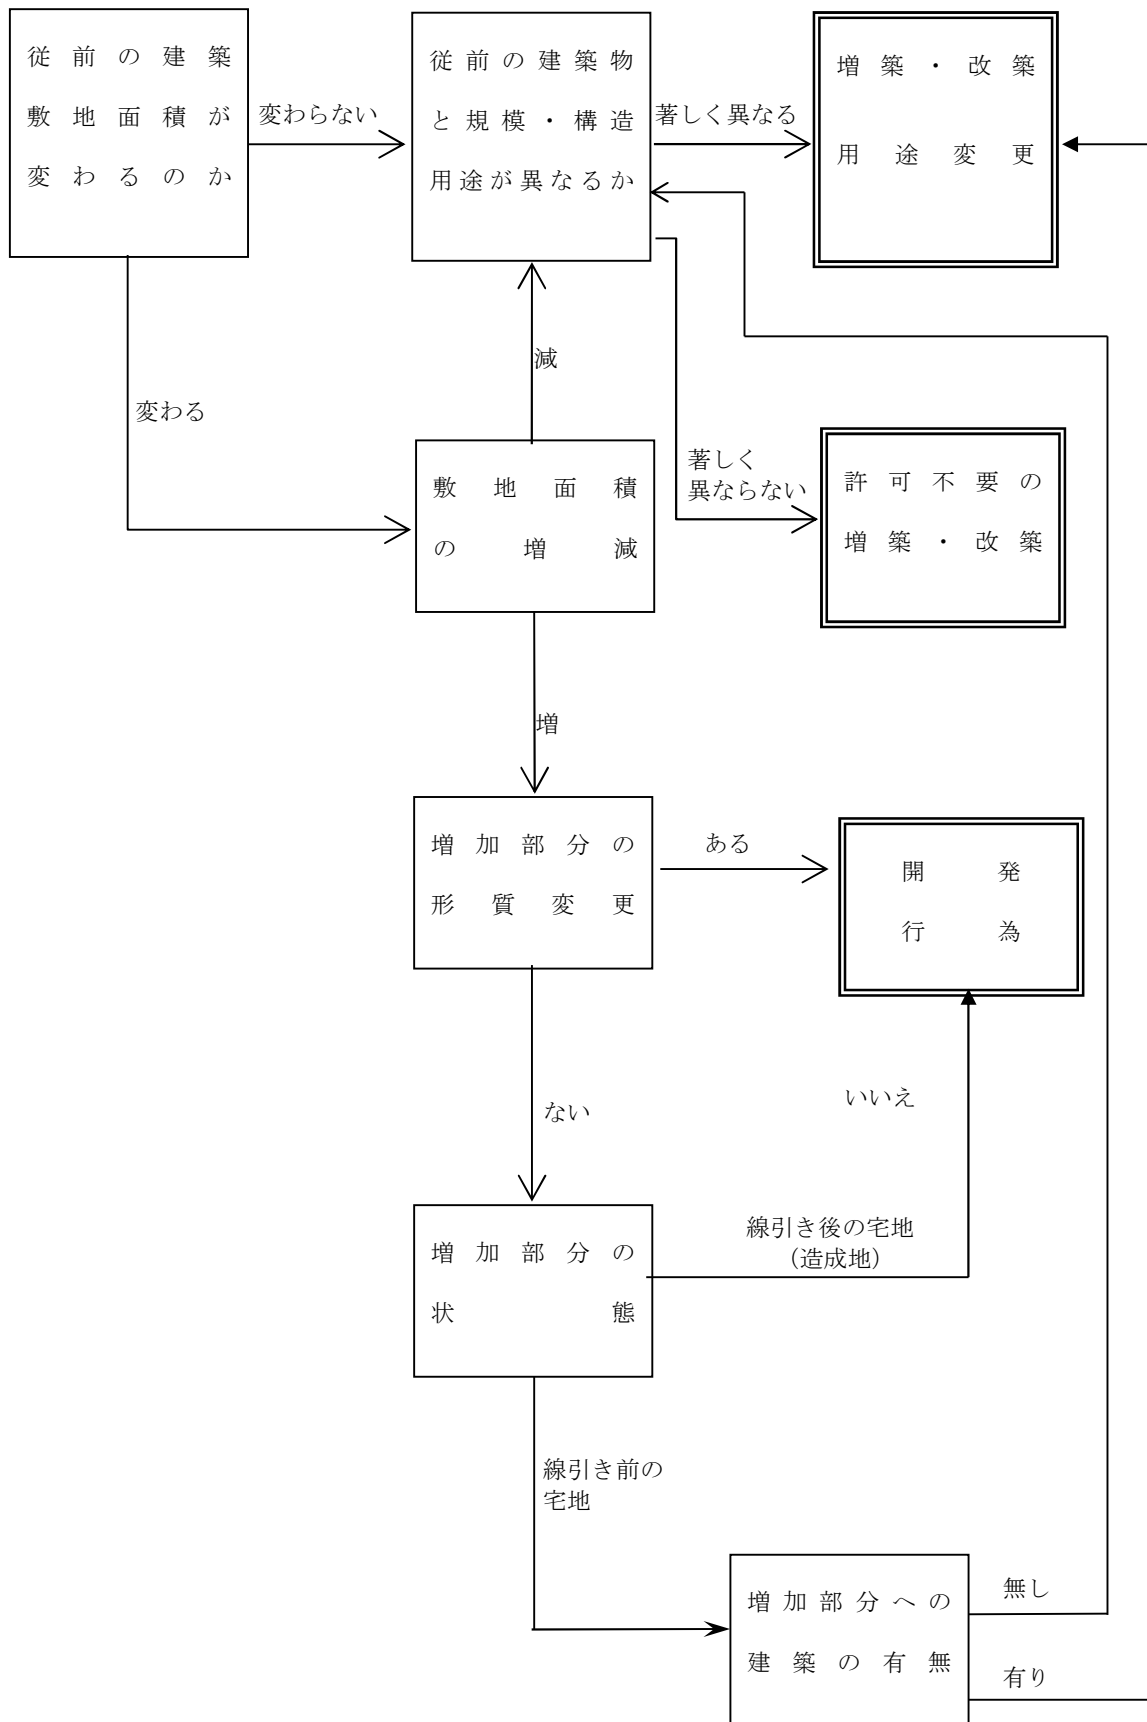 従前の建築
敷地面積が
変わるのか
変わらない
従前の建築物
と規模・構造
用途が異なるか
著しく異なる
増築・改築
用途変更
減
変わる
敷地面積
の増減
著しく
異ならない
許可不要の
増築・改築
増
増加部分の
形質変更
ある
開発
行為
ない
いいえ
増加部分の
状態
線引き後の宅地
（造成地）
線引き前の
宅地
増加部分への
建築の有無
無し
有り